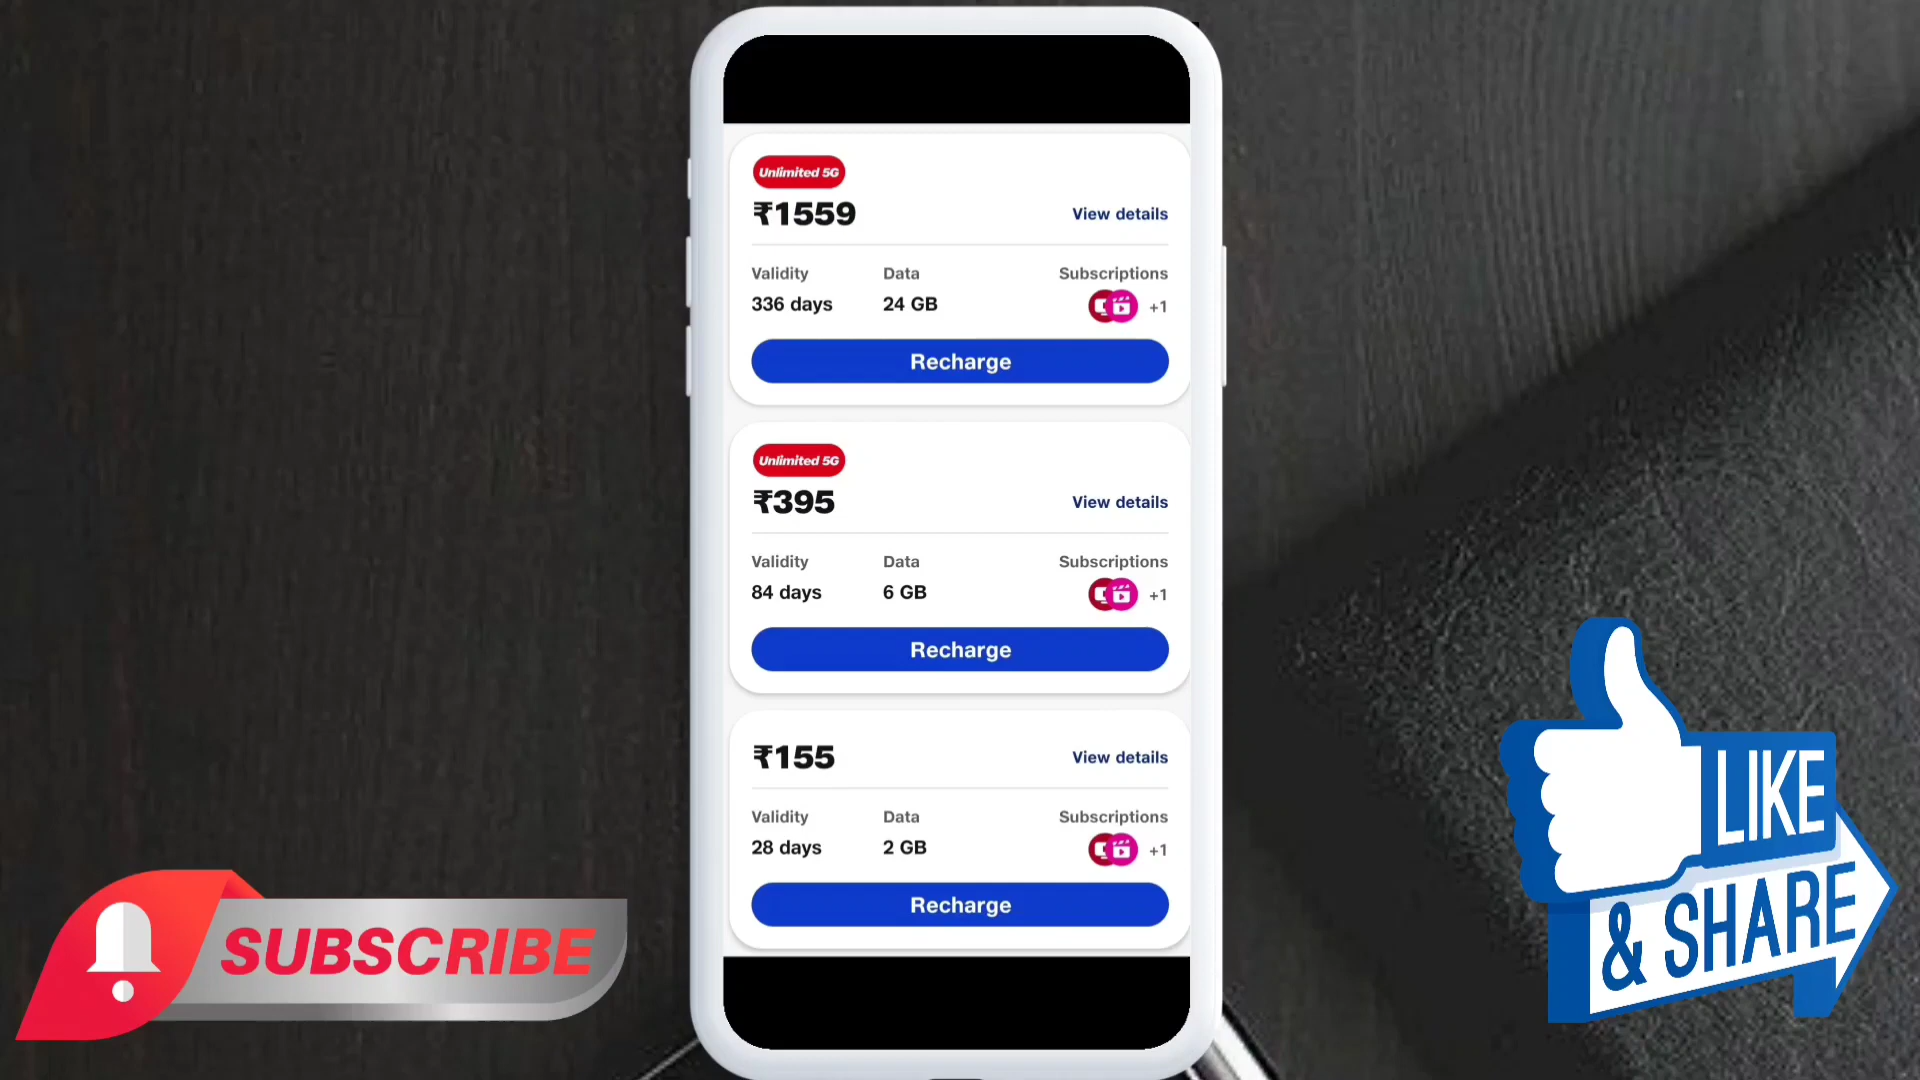 Unlimited 5G
₹1559
View details
Validity
Data
Subscriptions
336 days
24 GB
+1
Recharge
Unlimited 5G
₹395
View details
Validity
Data
Subscriptions
84 days
6 GB
+1
Recharge
₹155
View details
Validity
Data
Subscriptions
28 days
2 GB
+1
Recharge
SUBSCRIBE
LIKE
& SHARE